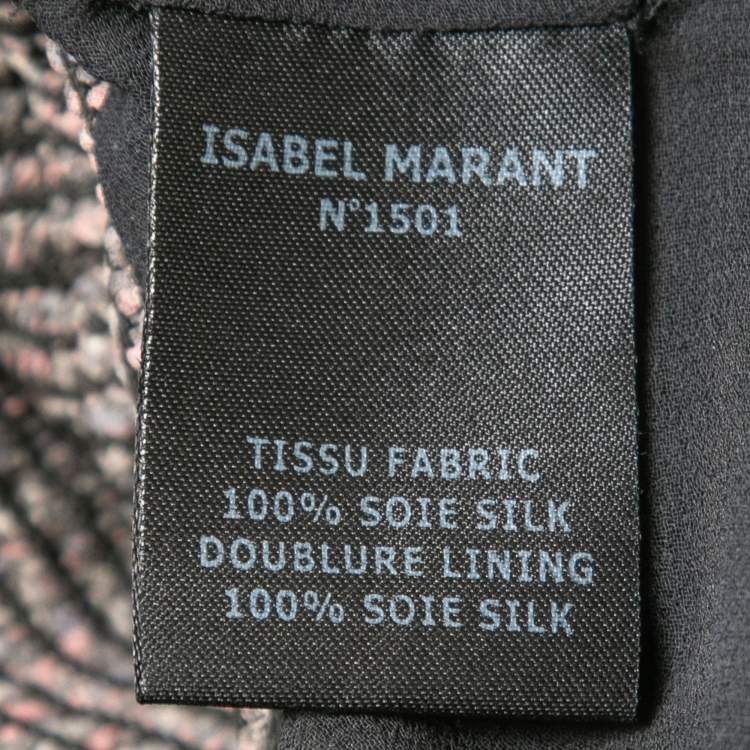 ISABEL MARANT
N°1501
TISSU FABRIC
100% SOIE SILK
DOUBLURE LINING
100% SOIE SILK